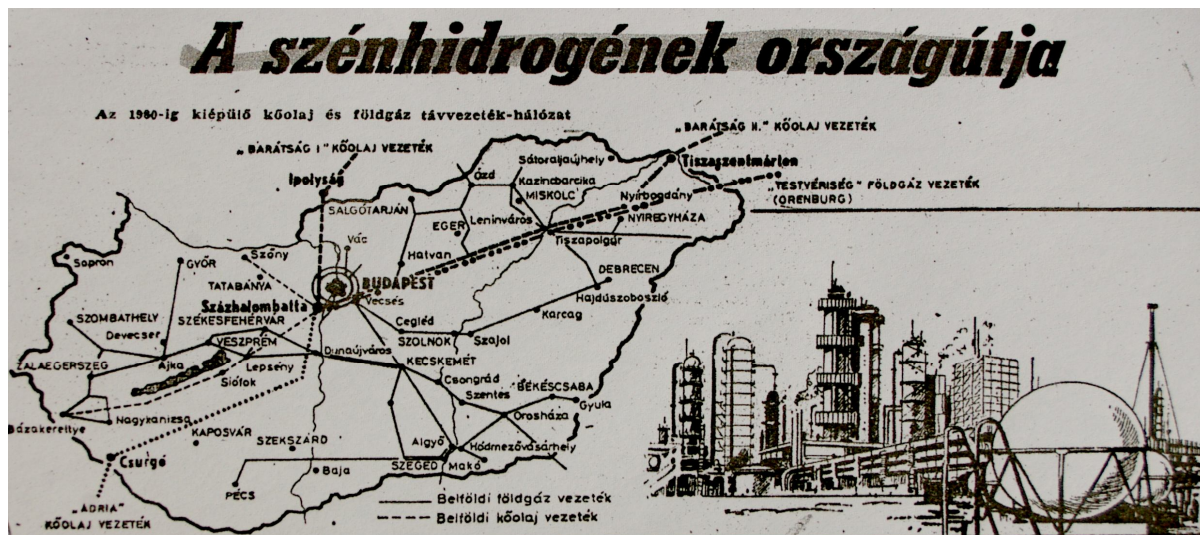 A szénhidrogének országútja
Az 1980-ig kiépülő kőolaj és földgáz távvezeték-hálózat
„BARÁTSÁG I" KŐOLAJ VEZETÉK
„BARÁTSÁG II." KŐOLAJ VEZETÉK
„TESTVÉRISÉG" FÖLDGÁZ VEZETÉK
(ORENBURG)
Ipolyság
Sátoraljaújhely
Tiszaszentmárton
Ózd
Kazincbarcika
MISKOLC
Nyírbogdány
SALGÓTARJÁN
Leninváros
NYIREGYHÁZA
EGER
Tiszapolgár
Vác
Hatvan
Sopron
GYŐR
Szőny
TATABÁNYA
BUDAPEST
Vecsés
DEBRECEN
Hajdúszoboszló
Százhalombatta
SZOMBATHELY
SZÉKESFEHÉRVÁR
Devecser
VESZPRÉM
Cegléd
Karcag
SZOLNOK
Szajol
ZALAEGERSZEG
Ajka
Lepsény
Dunaújváros
KECSKEMÉT
Siófok
Csongrád
BÉKÉSCSABA
Szentes
Gyula
Bázakerettye
Nagykanizsa
Orosháza
KAPOSVÁR
SZEKSZÁRD
Algyő
Hódmezővásárhely
Csurgó
SZEGED
Makó
Baja
PÉCS
„ADRIA"
KŐOLAJ VEZETÉK
Belföldi földgáz vezeték
Belföldi kőolaj vezeték